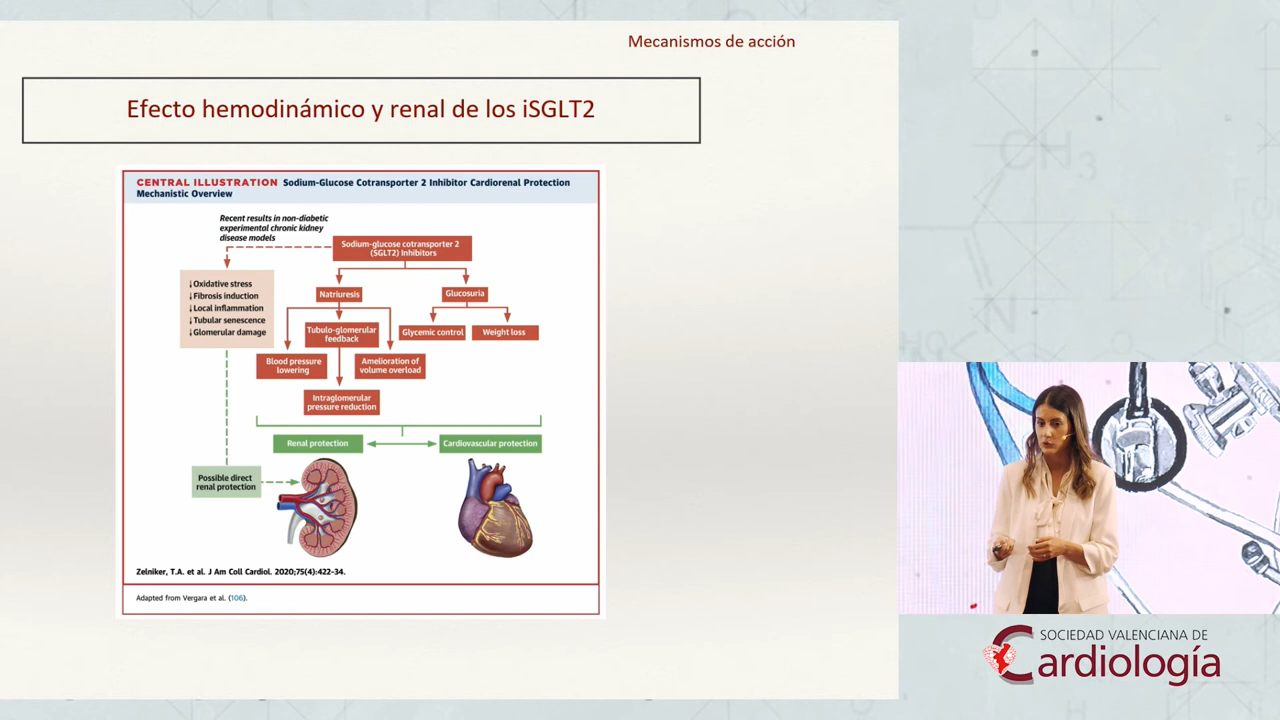 Mecanismos de acción
Efecto hemodinámico y renal de los iSGLT2
CENTRAL ILLUSTRATION Sodium-Glucose Cotransporter 2 Inhibitor Cardiorenal Protection
Mechanistic Overview
Recent results in non-diabetic
experimental chronic kidney
disease models
Sodium-glucose cotransporter 2
(SGLT2) Inhibitors
↓Oxidative stress
↓Fibrosis induction
↓Local inflammation
↓Tubular senescence
↓Glomerular damage
Natriuresis
Glucosuria
Tubulo-glomerular
feedback
Glycemic control
Weight loss
Blood pressure
lowering
Amelioration of
volume overload
Intraglomerular
pressure reduction
Renal protection
Cardiovascular protection
Possible direct
renal protection
Zelniker, T.A. et al. J Am Coll Cardiol. 2020;75(4):422-34.
Adapted from Vergara et al. (106).
CH3
N
HO
SOCIEDAD VALENCIANA DE
Cardiología